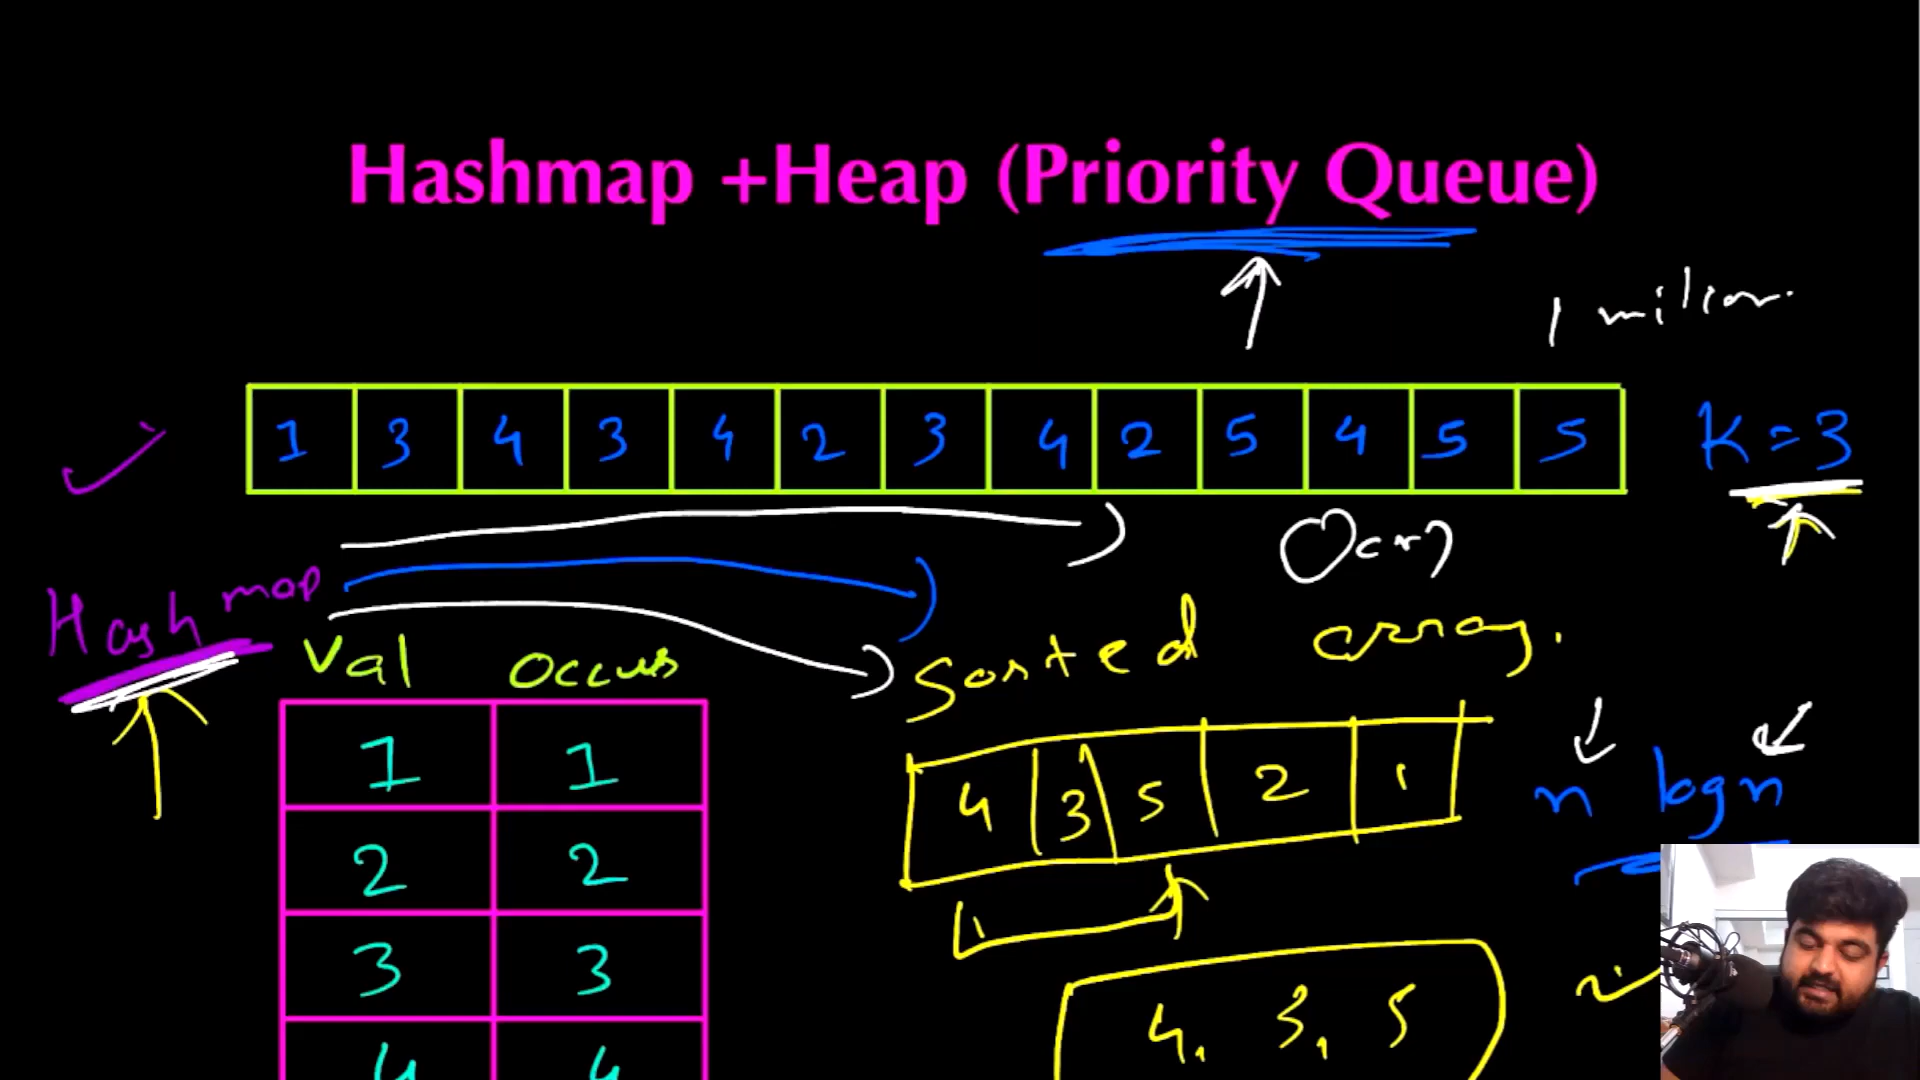 Hashmap +Heap (Priority Queue)
1 milion.
1 3 4 3 4 2 3 4 2 5 4 5 5 K=3
Hashmap
Val Occurs
Sorted array.
1 1
4 3 5 2 1
n log n
2 2
3 3
4, 3, 5
4 4